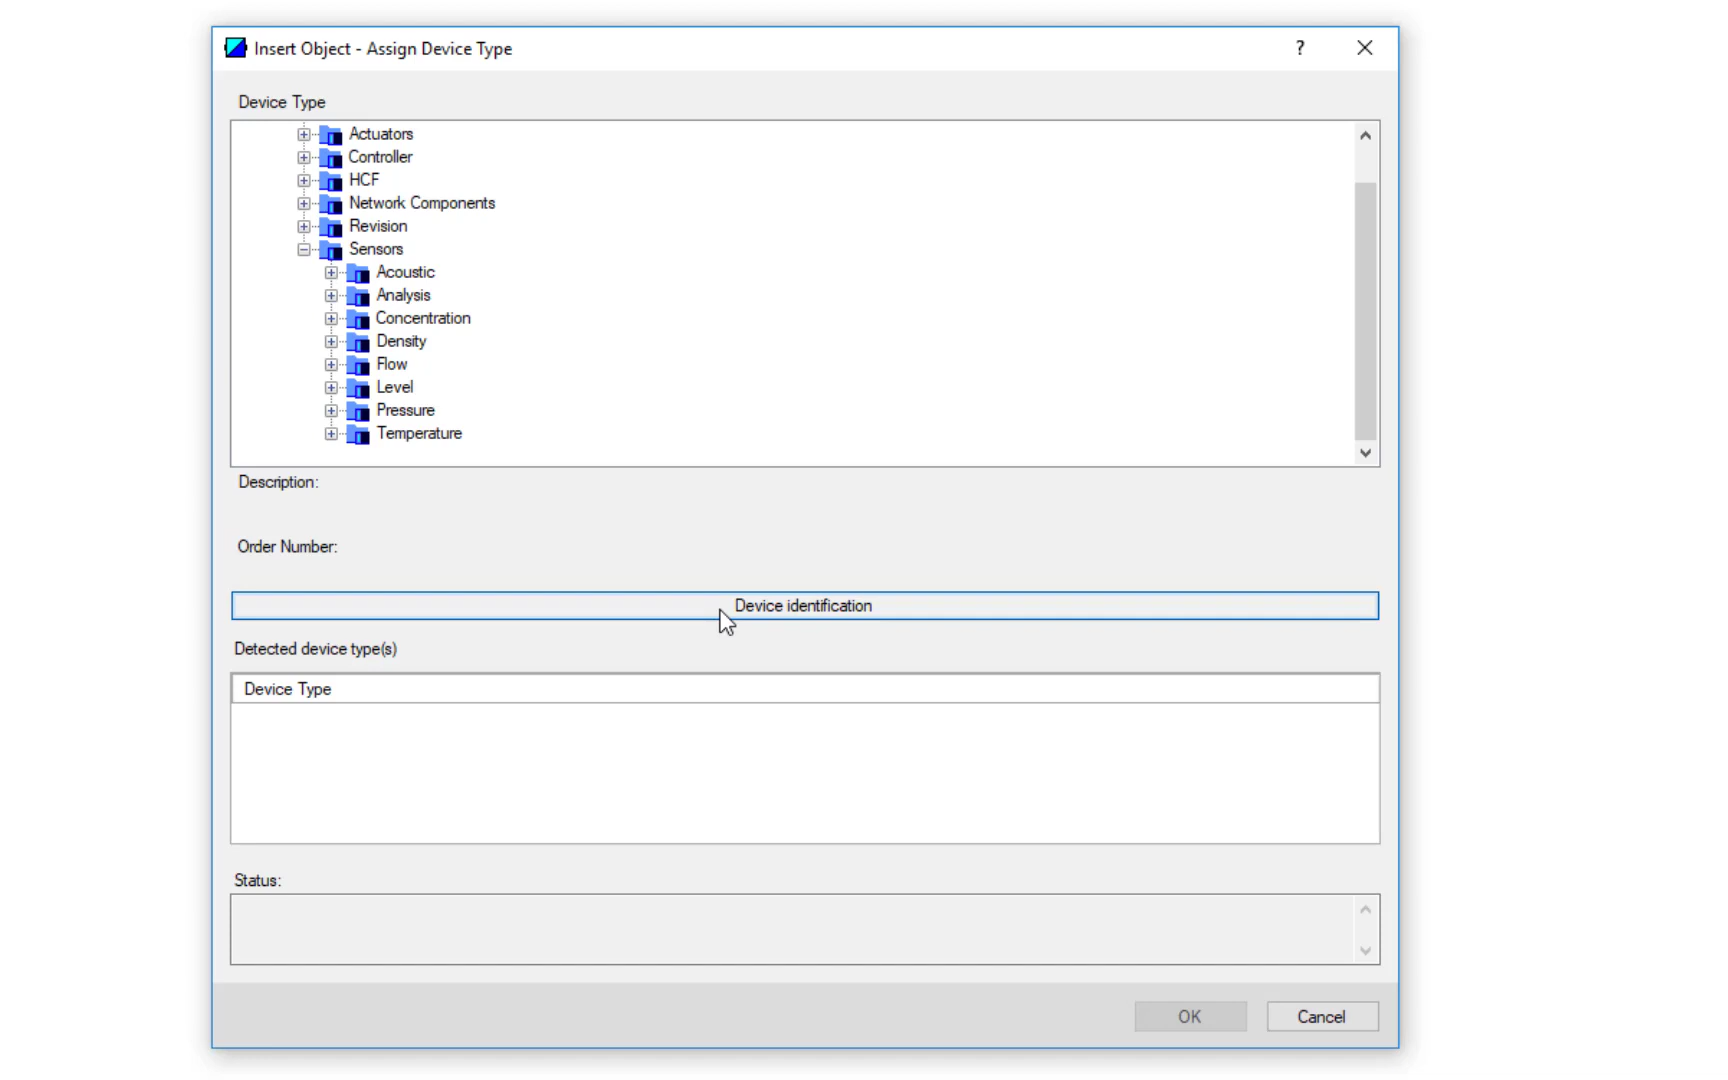 Insert Object - Assign Device Type
?
Device Type
Actuators
Controller
HCF
Network Components
Revision
Sensors
Acoustic
Analysis
Concentration
Density
Flow
Level
Pressure
Temperature
Description:
Order Number:
Device identification
Detected device type(s)
Device Type
Status:
OK Cancel